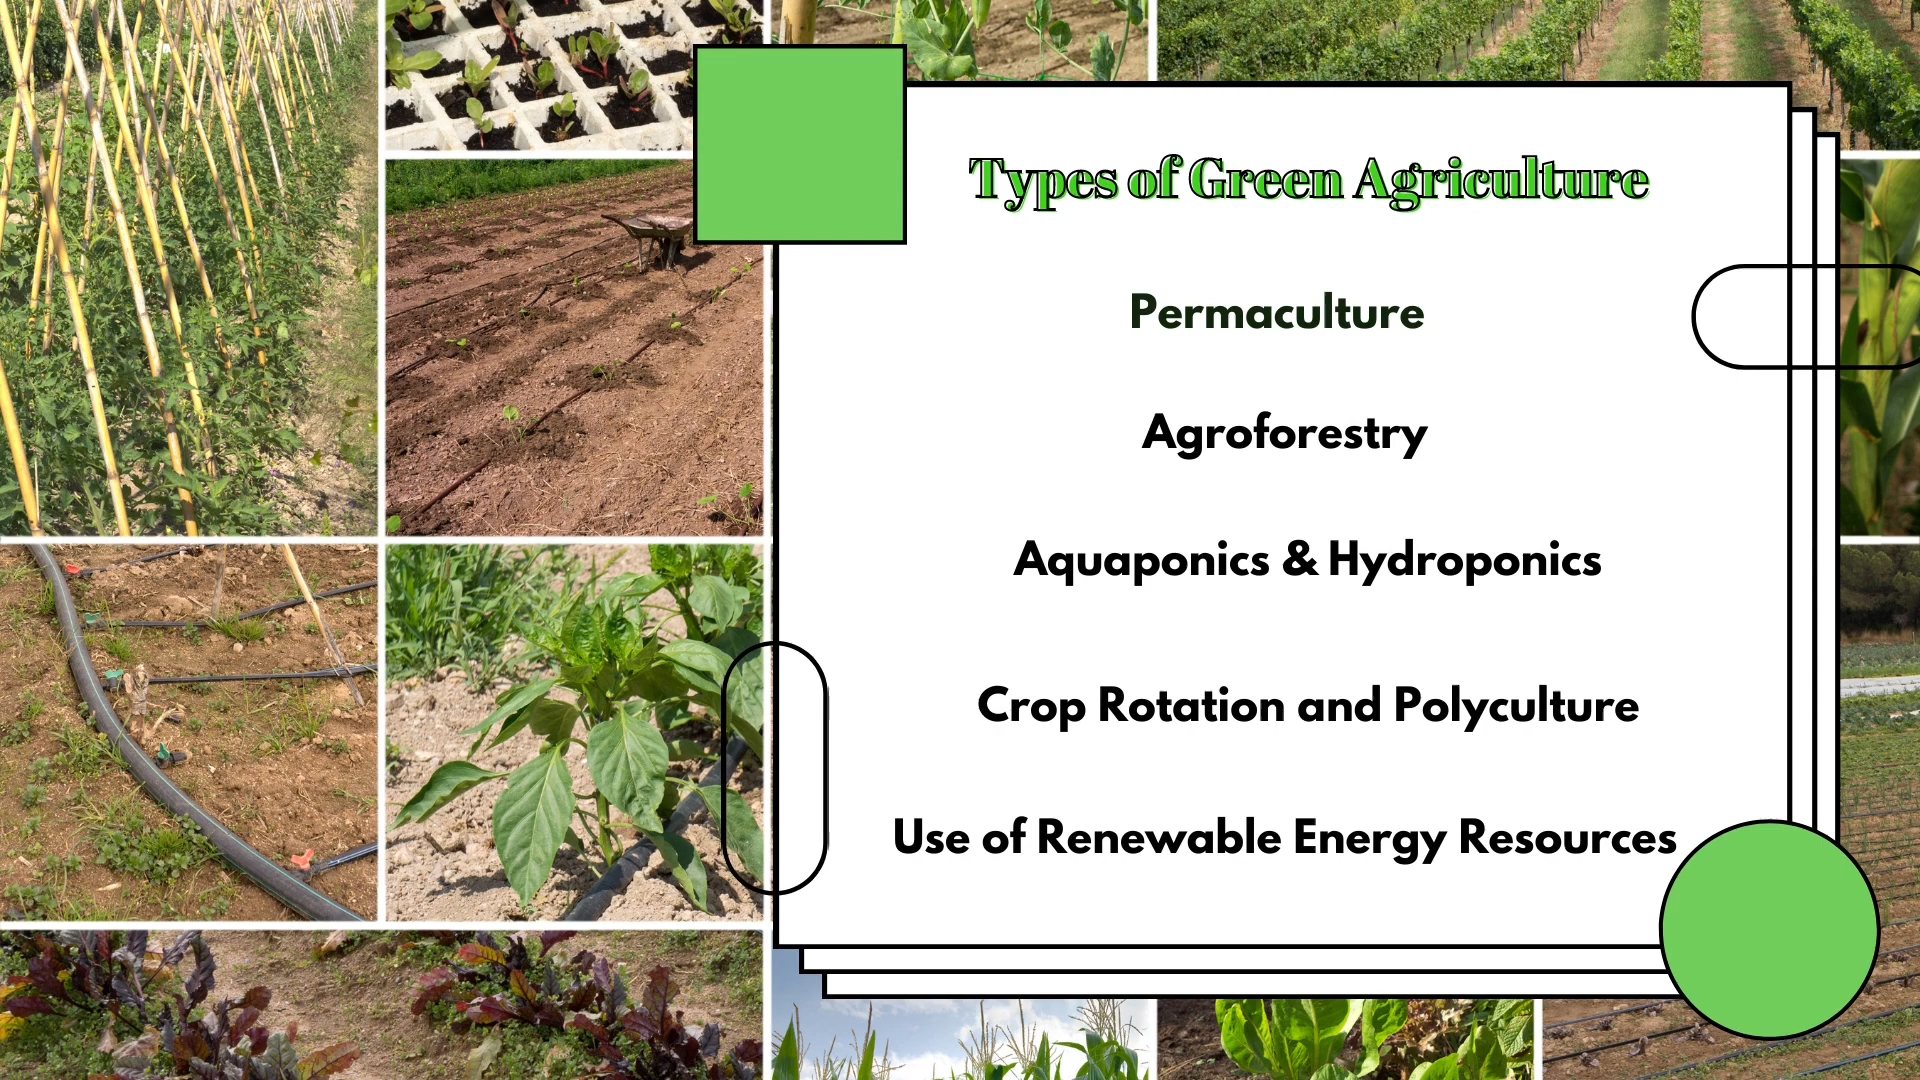 Types of Green Agriculture
Permaculture
Agroforestry
Aquaponics & Hydroponics
Crop Rotation and Polyculture
Use of Renewable Energy Resources